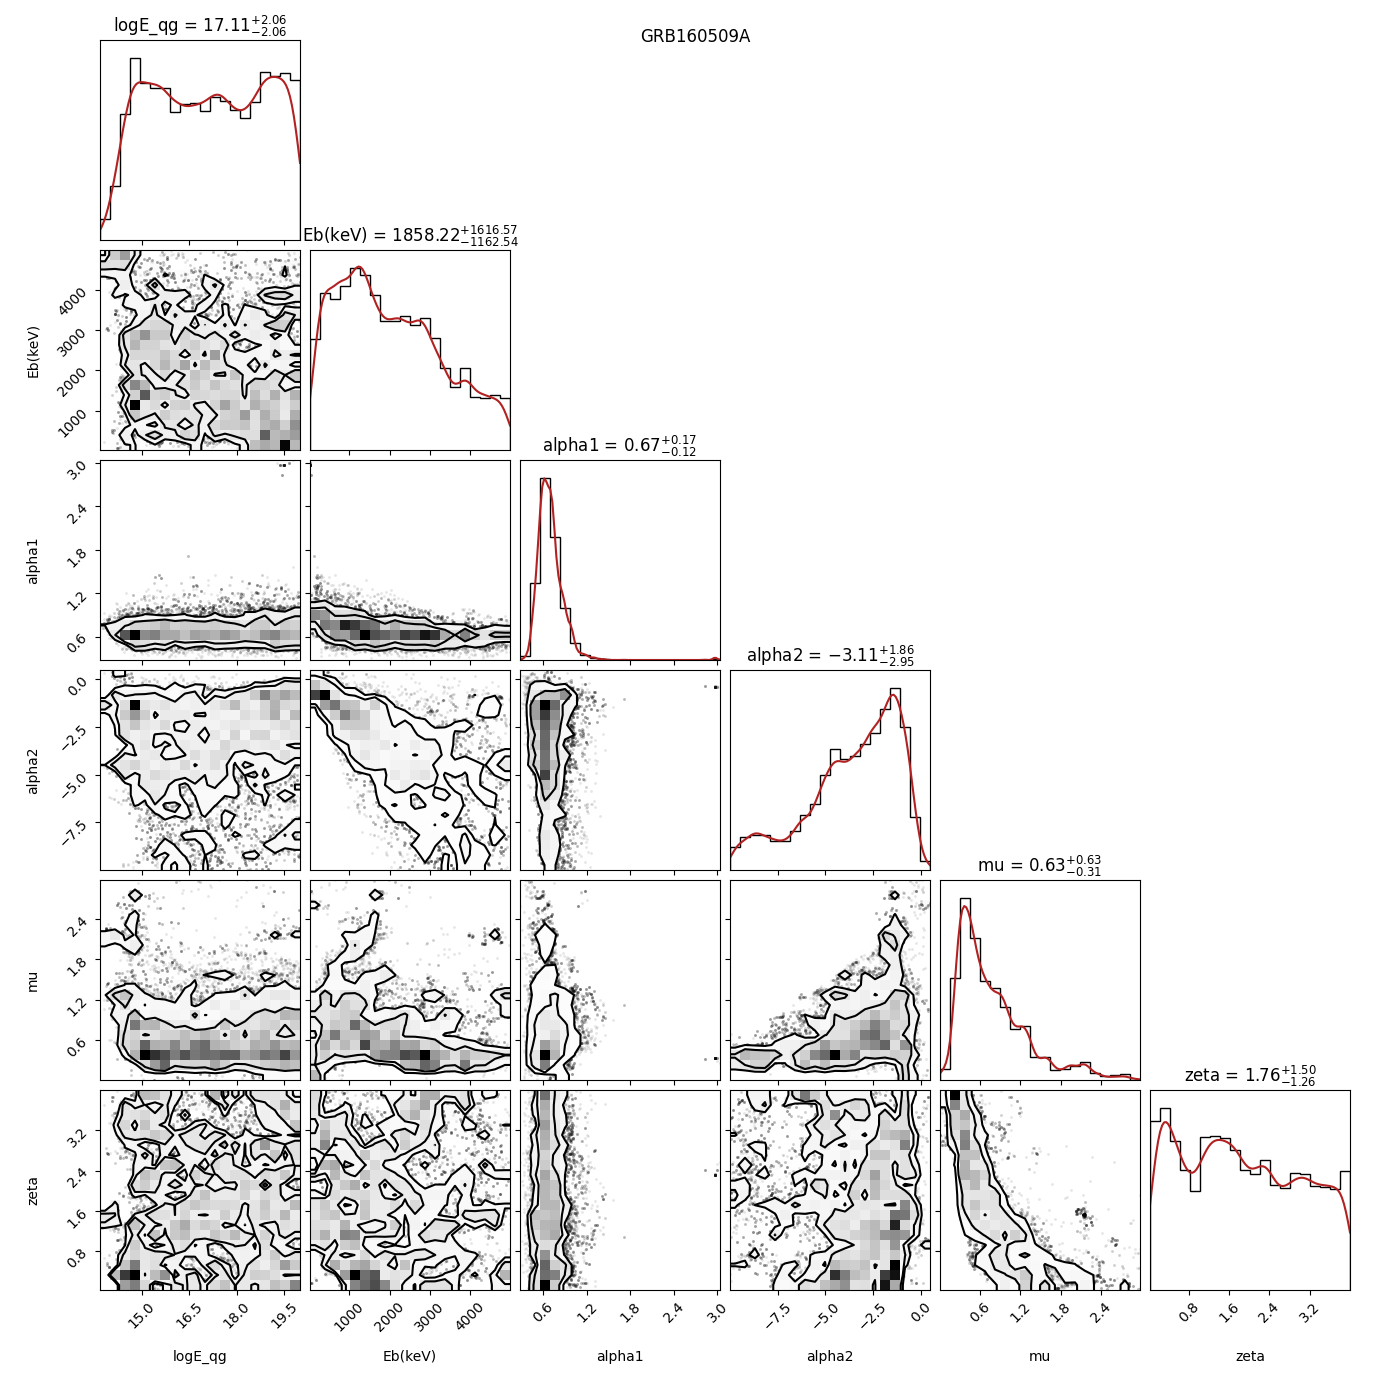 logE_qg = 17.11+2.06−2.06
GRB160509A
Eb(keV) = 1858.22+1616.57−1162.54
Eb(keV)
4000
3000
2000
1000
alpha1 = 0.67+0.17−0.12
alpha1
3.0
2.4
1.8
1.2
0.6
alpha2 = −3.11+1.86−2.95
alpha2
0.0
−2.5
−5.0
−7.5
mu = 0.63+0.63−0.31
mu
2.4
1.8
1.2
0.6
zeta = 1.76+1.50−1.26
zeta
3.2
2.4
1.6
0.8
15.0 16.5 18.0 19.5 1000 2000 3000 4000 0.6 1.2 1.8 2.4 3.0 −7.5 −5.0 −2.5 0.0 0.6 1.2 1.8 2.4 0.8 1.6 2.4 3.2
logE_qg Eb(keV) alpha1 alpha2 mu zeta